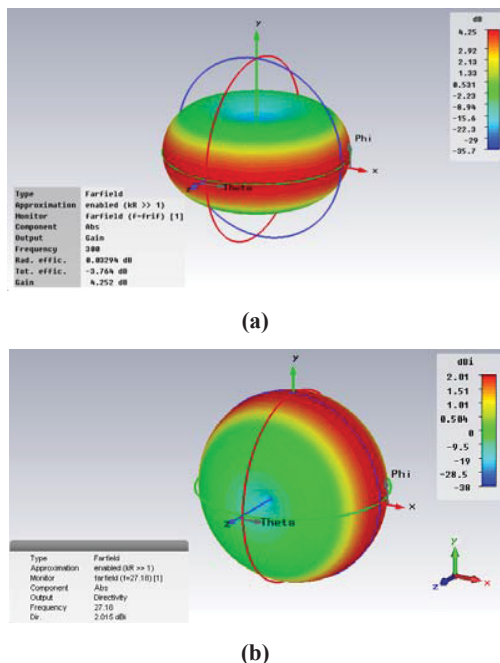 y
dB
4.25
2.92
2.13
1.33
0.531
-2.23
-8.94
-15.6
22.3
-29
-35.7
Phi
x
z
Theta
Type Farfield
Approximation enabled (kR >> 1)
Monitor farfield (f=frif) [1]
Component Abs
Output Gain
Frequency 300
Rad. effic. 0.03294 dB
Tot. effic. -3.764 dB
Gain 4.252 dB
(a)
y
dBi
2.01
1.51
1.01
0.504
0
-9.5
-19
-28.5
-38
Phi
x
z
Theta
y
z
x
Type Farfield
Approximation enabled (kR >> 1)
Monitor farfield (f=27.18) [1]
Component Abs
Output Directivity
Frequency 27.18
Dir. 2.015 dBi
(b)